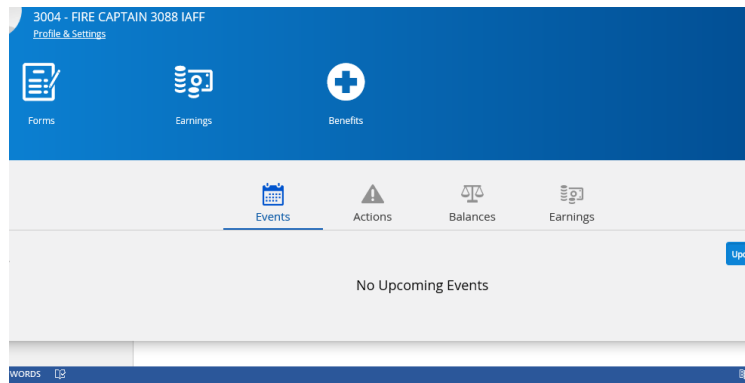 3004 - FIRE CAPTAIN 3088 IAFF
Profile & Settings
Forms Earnings Benefits
Events Actions Balances Earnings
No Upcoming Events
WORDS